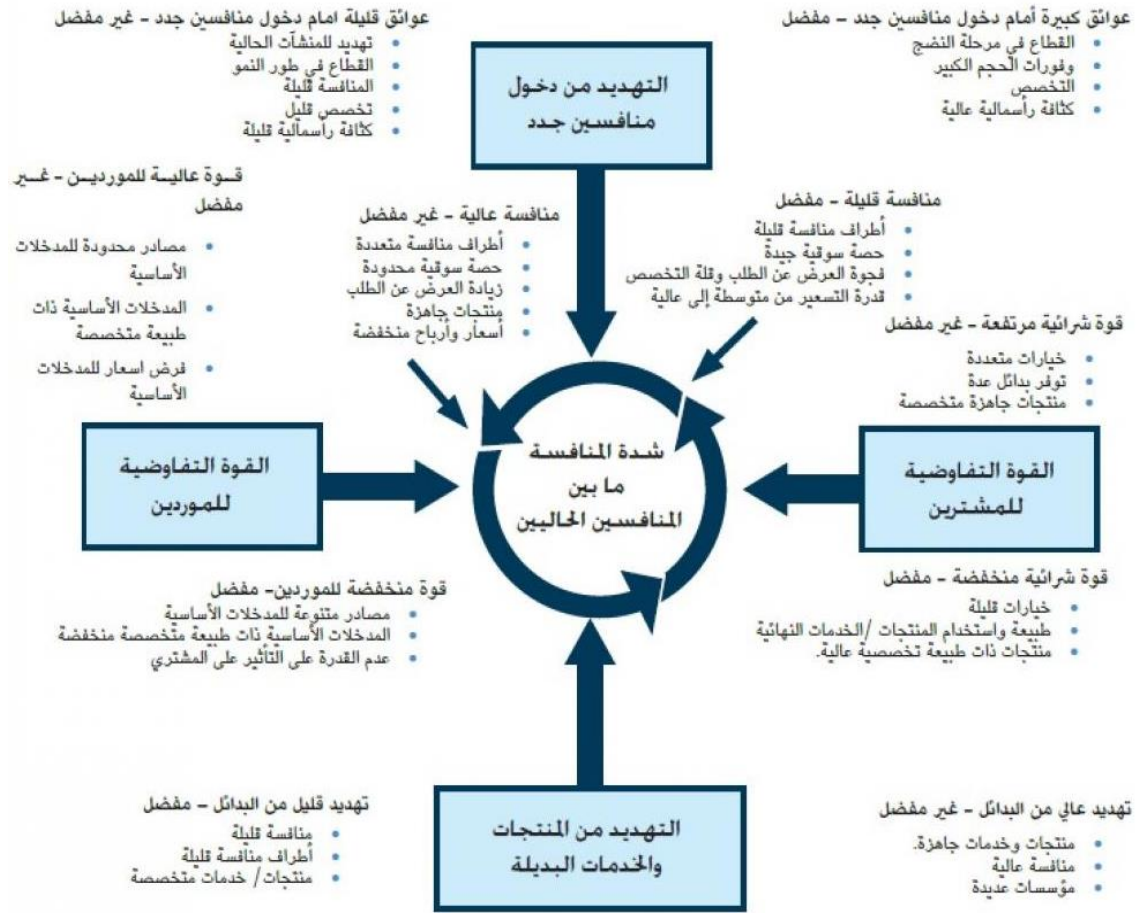 عوائق كبيرة أمام دخول منافسين جدد – مفضل
القطاع في مرحلة النضج
وفورات الحجم الكبير
التخصص
كثافة رأسمالية عالية
التهديد من دخول
منافسين جدد
عوائق قليلة امام دخول منافسين جدد – غير مفضل
تهديد للمنشآت الحالية
القطاع في طور النمو
المنافسة قليلة
تخصص قليل
كثافة رأسمالية قليلة
منافسة قليلة – مفضل
أطراف منافسة قليلة
حصة سوقية جيدة
فجوة العرض عن الطلب وقلة التخصص
قدرة التسعير من متوسطة إلى عالية
منافسة عالية – غير مفضل
أطراف منافسة متعددة
حصة سوقية محدودة
زيادة العرض عن الطلب
منتجات جاهزة
أسعار وأرباح منخفضة
قوة عالية للموردين – غير
مفضل
مصادر محدودة للمدخلات
الأساسية
المدخلات الأساسية ذات
طبيعة متخصصة
فرض اسعار للمدخلات
الأساسية
قوة شرائية مرتفعة – غير مفضل
خيارات متعددة
توفر بدائل عدة
منتجات جاهزة متخصصة
القوة التفاوضية
للمشترين
شدة المنافسة
ما بين
المنافسين الحاليين
القوة التفاوضية
للموردين
قوة شرائية منخفضة – مفضل
خيارات قليلة
طبيعة واستخدام المنتجات /الخدمات النهائية
منتجات ذات طبيعة تخصصية عالية.
قوة منخفضة للموردين– مفضل
مصادر متنوعة للمدخلات الأساسية
المدخلات الأساسية ذات طبيعة متخصصة منخفضة
عدم القدرة على التأثير على المشتري
تهديد عالي من البدائل – غير مفضل
منتجات وخدمات جاهزة.
منافسة عالية
مؤسسات عديدة
التهديد من المنتجات
والخدمات البديلة
تهديد قليل من البدائل – مفضل
منافسة قليلة
أطراف منافسة قليلة
منتجات/ خدمات متخصصة